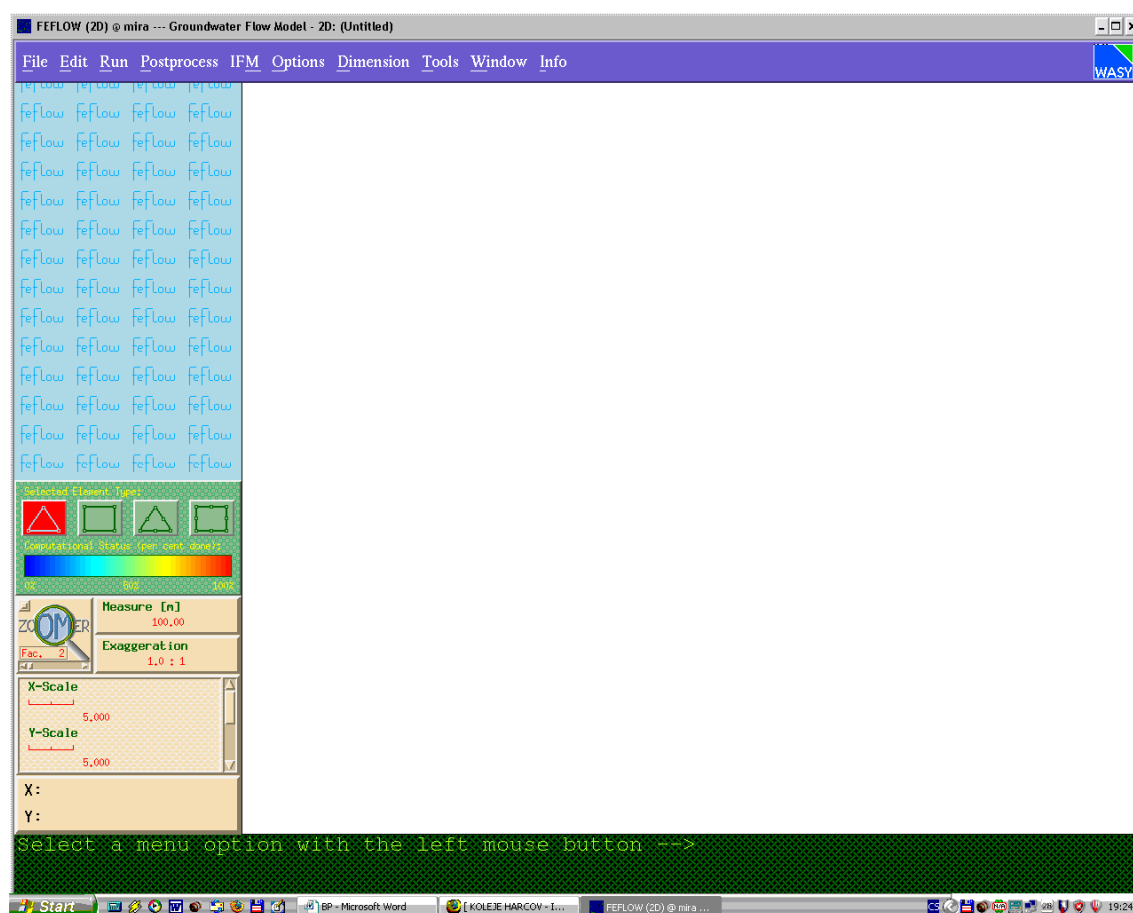 FEFLOW (2D) @ mira --- Groundwater Flow Model - 2D: (Untitled)
File Edit Run Postprocess IFM Options Dimension Tools Window Info
WASY
feflow feflow feflow feflow
feflow feflow feflow feflow
feflow feflow feflow feflow
feflow feflow feflow feflow
feflow feflow feflow feflow
feflow feflow feflow feflow
feflow feflow feflow feflow
feflow feflow feflow feflow
feflow feflow feflow feflow
feflow feflow feflow feflow
feflow feflow feflow feflow
feflow feflow feflow feflow
feflow feflow feflow feflow
feflow feflow feflow feflow
Selected Element Type:
Computational Status (per cent done):
0% 50% 100%
ZOOMER
Fac. 2
Measure [m]
100.00
Exaggeration
1.0 : 1
X-Scale
5.000
Y-Scale
5.000
X:
Y:
Select a menu option with the left mouse button -->
Start BP - Microsoft Word [ KOLEJE HARCOV - I... FEFLOW (2D) @ mira ... CS N/A 28 19:24